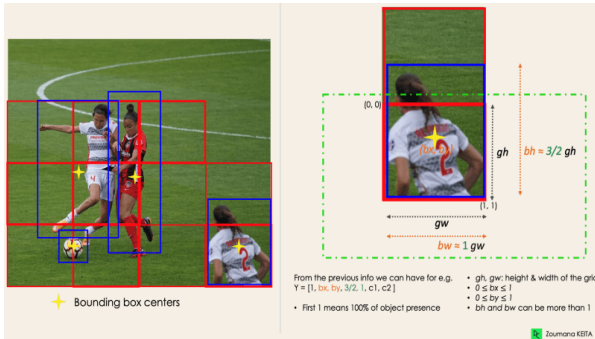 4
2
Bounding box centers
(0, 0)
(bx, by)
2
gh
bh ≈ 3/2 gh
(1, 1)
gw
bw ≈ 1 gw
From the previous info we can have for e.g.
Y = [1, bx, by, 3/2, 1, c1, c2 ]
• First 1 means 100% of object presence
• gh, gw: height & width of the grid
• 0 ≤ bx ≤ 1
• 0 ≤ by ≤ 1
• bh and bw can be more than 1
Zoumana KEITA